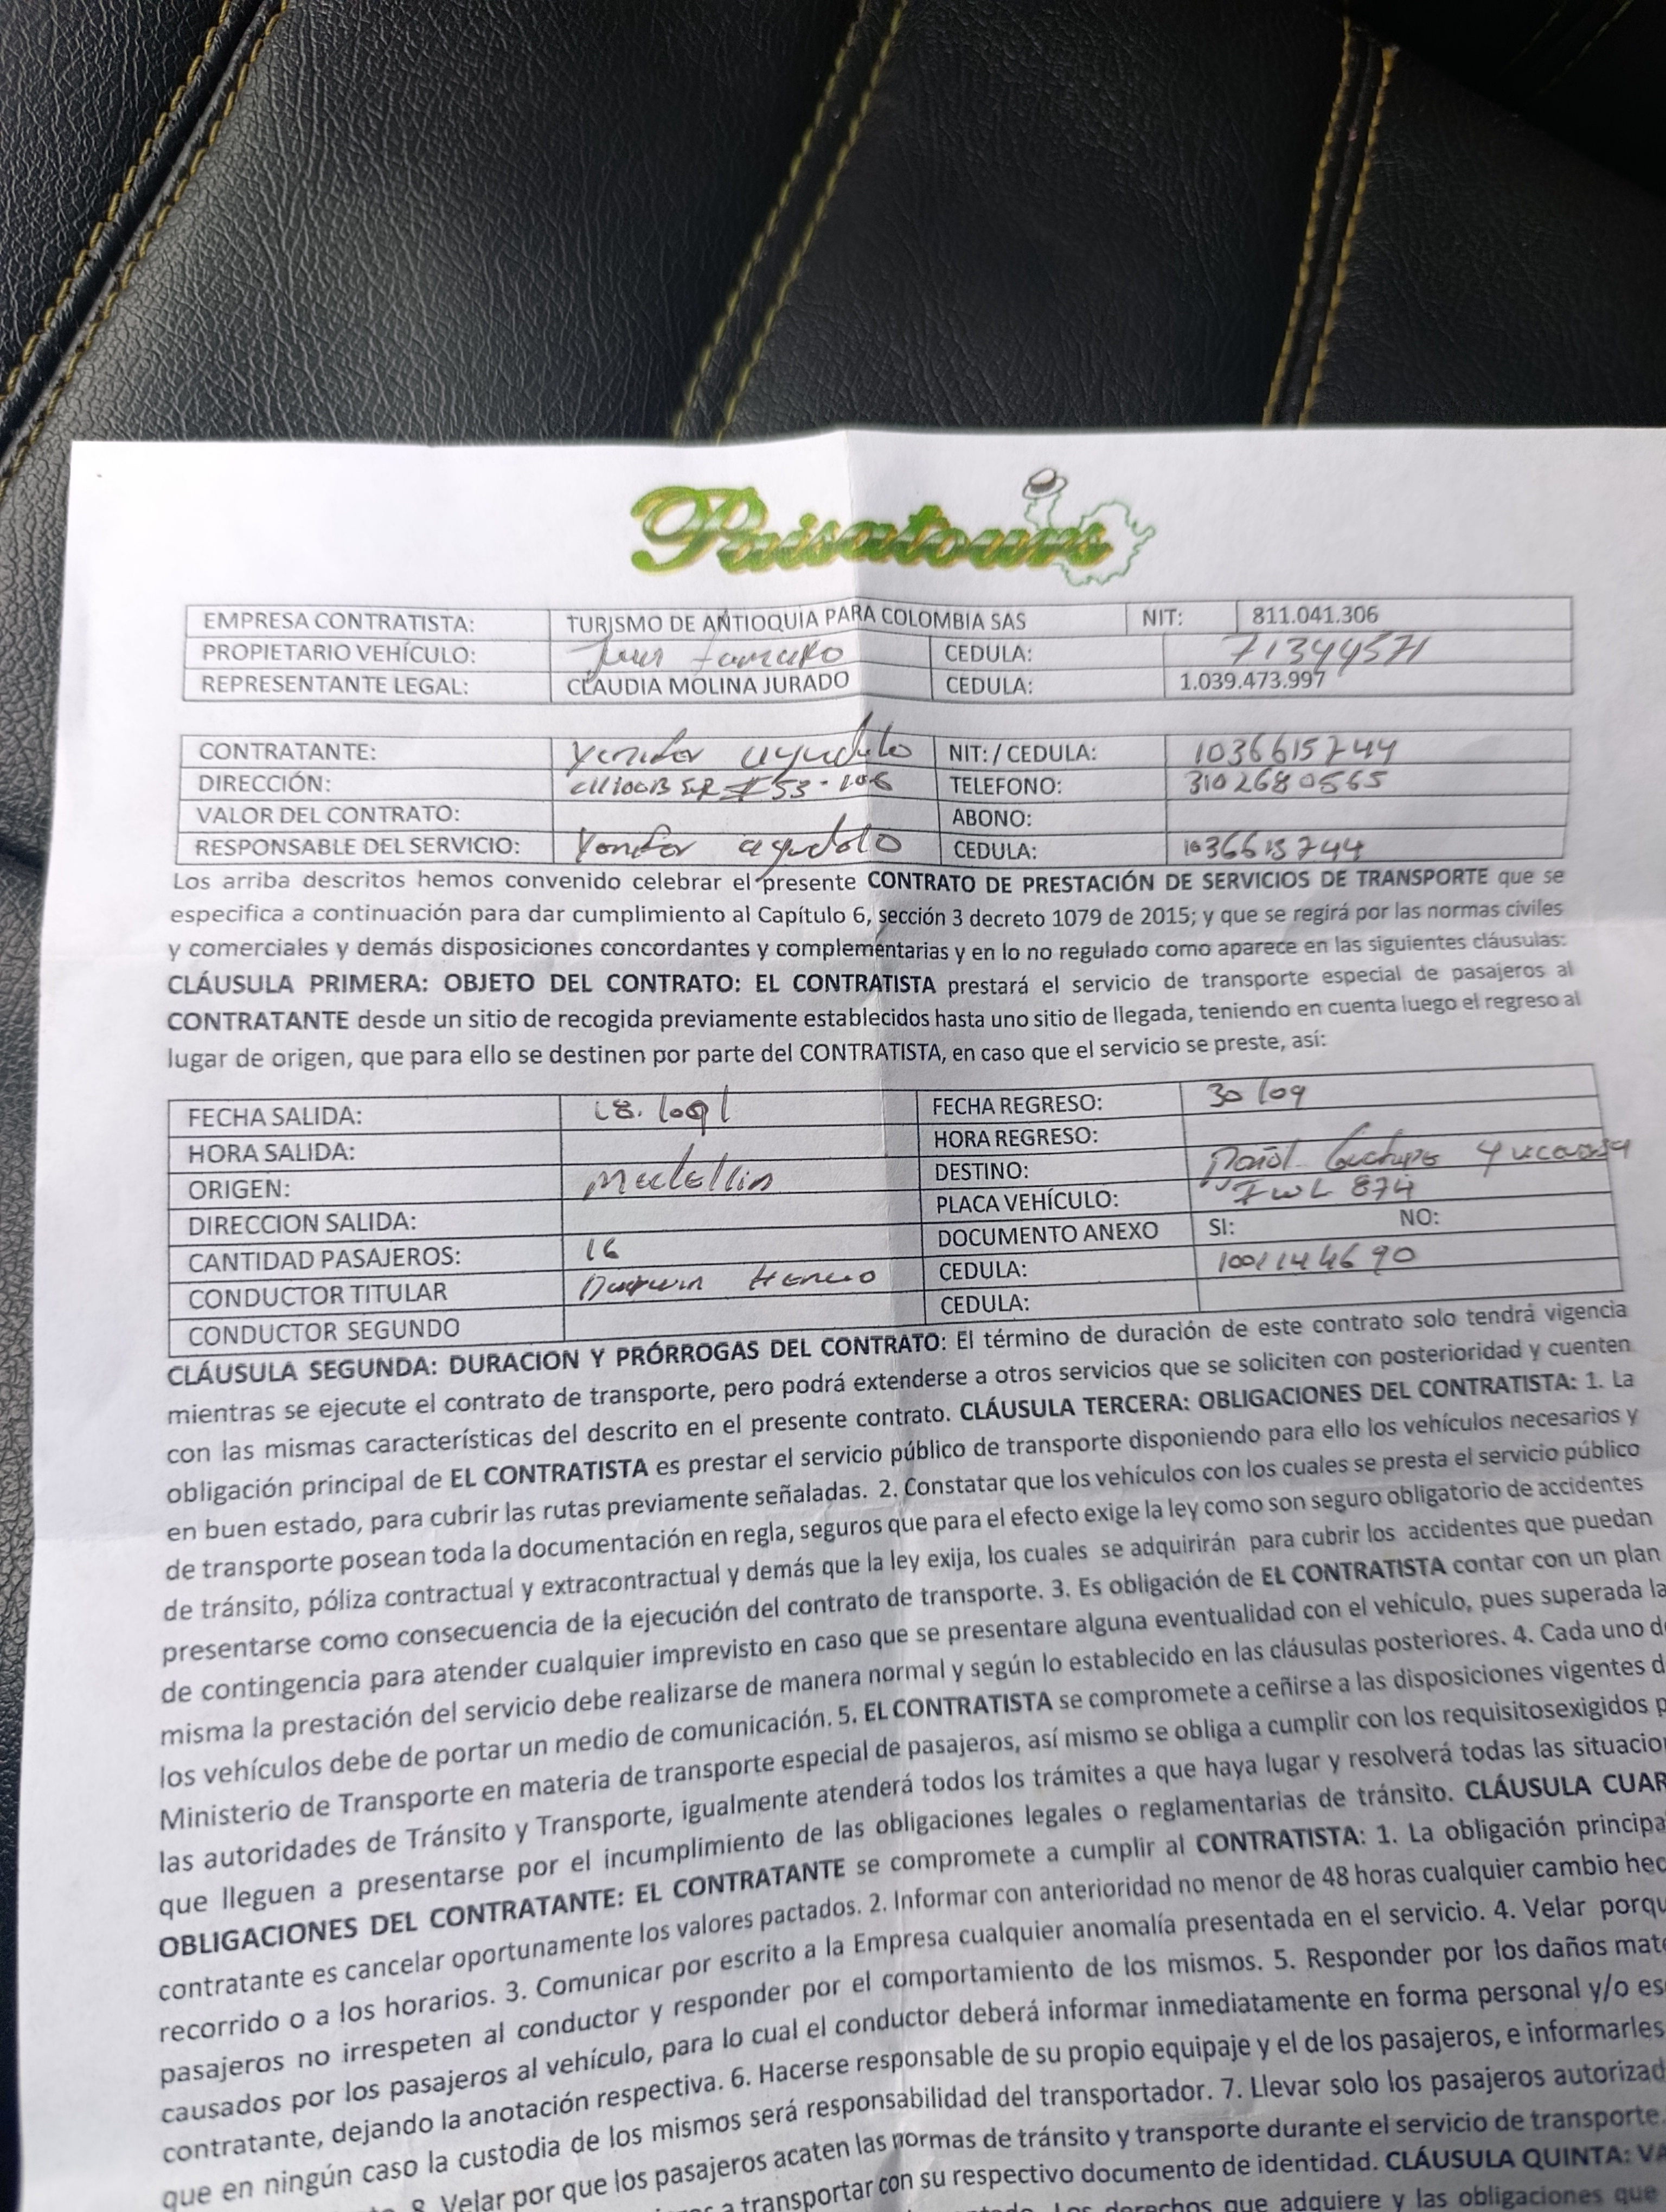 Paisatours
EMPRESA CONTRATISTA: TURISMO DE ANTIOQUIA PARA COLOMBIA SAS NIT: 811.041.306
PROPIETARIO VEHÍCULO: CEDULA: 71344571
REPRESENTANTE LEGAL: CLAUDIA MOLINA JURADO CEDULA: 1.039.473.997
CONTRATANTE: Yenifer agudelo NIT: / CEDULA: 1036615744
DIRECCIÓN: cll100B SUR #53-106 TELEFONO: 3102680565
VALOR DEL CONTRATO: ABONO:
RESPONSABLE DEL SERVICIO: Yenifer agudelo CEDULA: 1036615744
Los arriba descritos hemos convenido celebrar el presente CONTRATO DE PRESTACIÓN DE SERVICIOS DE TRANSPORTE que se
especifica a continuación para dar cumplimiento al Capítulo 6, sección 3 decreto 1079 de 2015; y que se regirá por las normas civiles
y comerciales y demás disposiciones concordantes y complementarias y en lo no regulado como aparece en las siguientes cláusulas:
CLÁUSULA PRIMERA: OBJETO DEL CONTRATO: EL CONTRATISTA prestará el servicio de transporte especial de pasajeros al
CONTRATANTE desde un sitio de recogida previamente establecidos hasta uno sitio de llegada, teniendo en cuenta luego el regreso al
lugar de origen, que para ello se destinen por parte del CONTRATISTA, en caso que el servicio se preste, así:
FECHA SALIDA: FECHA REGRESO: 30/09
HORA SALIDA: HORA REGRESO:
ORIGEN: Medellin DESTINO:
DIRECCION SALIDA: PLACA VEHÍCULO: 874
CANTIDAD PASAJEROS: 16 DOCUMENTO ANEXO SI: NO:
CONDUCTOR TITULAR CEDULA: 1001144690
CONDUCTOR SEGUNDO CEDULA:
CLÁUSULA SEGUNDA: DURACION Y PRÓRROGAS DEL CONTRATO: El término de duración de este contrato solo tendrá vigencia
mientras se ejecute el contrato de transporte, pero podrá extenderse a otros servicios que se soliciten con posterioridad y cuenten
con las mismas características del descrito en el presente contrato. CLÁUSULA TERCERA: OBLIGACIONES DEL CONTRATISTA: 1. La
obligación principal de EL CONTRATISTA es prestar el servicio público de transporte disponiendo para ello los vehículos necesarios y
en buen estado, para cubrir las rutas previamente señaladas. 2. Constatar que los vehículos con los cuales se presta el servicio público
de transporte posean toda la documentación en regla, seguros que para el efecto exige la ley como son seguro obligatorio de accidentes
de tránsito, póliza contractual y extracontractual y demás que la ley exija, los cuales se adquirirán para cubrir los accidentes que puedan
presentarse como consecuencia de la ejecución del contrato de transporte. 3. Es obligación de EL CONTRATISTA contar con un plan
de contingencia para atender cualquier imprevisto en caso que se presentare alguna eventualidad con el vehículo, pues superada la
misma la prestación del servicio debe realizarse de manera normal y según lo establecido en las cláusulas posteriores. 4. Cada uno d
los vehículos debe de portar un medio de comunicación. 5. EL CONTRATISTA se compromete a ceñirse a las disposiciones vigentes d
Ministerio de Transporte en materia de transporte especial de pasajeros, así mismo se obliga a cumplir con los requisitosexigidos p
las autoridades de Tránsito y Transporte, igualmente atenderá todos los trámites a que haya lugar y resolverá todas las situacio
que lleguen a presentarse por el incumplimiento de las obligaciones legales o reglamentarias de tránsito. CLÁUSULA CUAR
OBLIGACIONES DEL CONTRATANTE: EL CONTRATANTE se compromete a cumplir al CONTRATISTA: 1. La obligación principa
contratante es cancelar oportunamente los valores pactados. 2. Informar con anterioridad no menor de 48 horas cualquier cambio hec
recorrido o a los horarios. 3. Comunicar por escrito a la Empresa cualquier anomalía presentada en el servicio. 4. Velar porqu
pasajeros no irrespeten al conductor y responder por el comportamiento de los mismos. 5. Responder por los daños mate
causados por los pasajeros al vehículo, para lo cual el conductor deberá informar inmediatamente en forma personal y/o es
contratante, dejando la anotación respectiva. 6. Hacerse responsable de su propio equipaje y el de los pasajeros, e informarles
que en ningún caso la custodia de los mismos será responsabilidad del transportador. 7. Llevar solo los pasajeros autorizad
8. Velar por que los pasajeros acaten las normas de tránsito y transporte durante el servicio de transporte.
a transportar con su respectivo documento de identidad. CLÁUSULA QUINTA: VA
Los derechos que adquiere y las obligaciones que